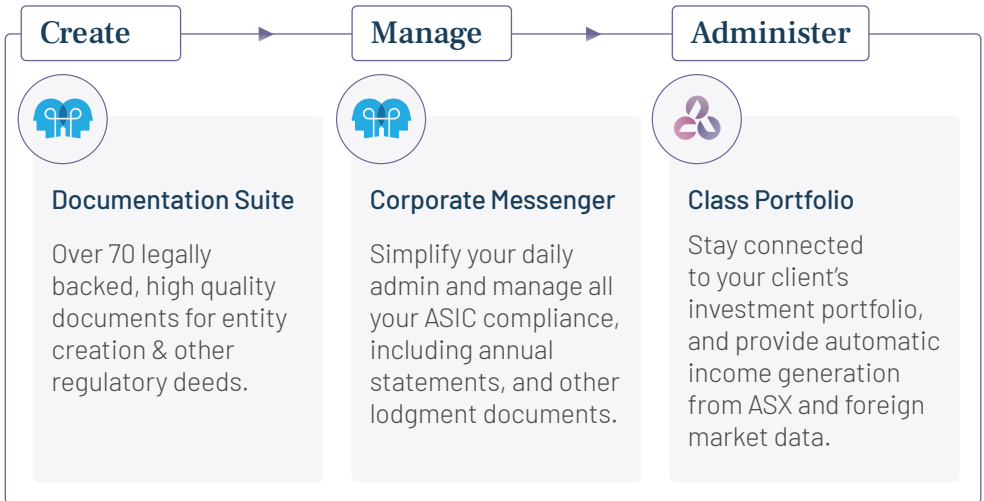 Create
Manage
Administer
Documentation Suite
Over 70 legally
backed, high quality
documents for entity
creation & other
regulatory deeds.
Corporate Messenger
Simplify your daily
admin and manage all
your ASIC compliance,
including annual
statements, and other
lodgment documents.
Class Portfolio
Stay connected
to your client's
investment portfolio,
and provide automatic
income generation
from ASX and foreign
market data.